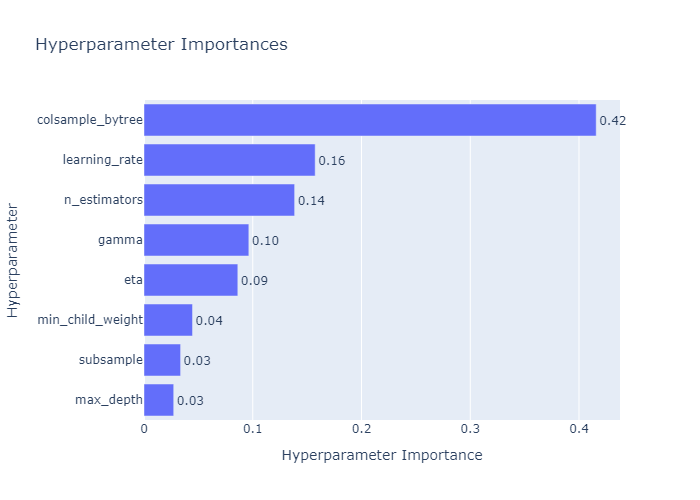 Hyperparameter Importances
Hyperparameter
colsample_bytree 0.42
learning_rate 0.16
n_estimators 0.14
gamma 0.10
eta 0.09
min_child_weight 0.04
subsample 0.03
max_depth 0.03
0 0.1 0.2 0.3 0.4
Hyperparameter Importance